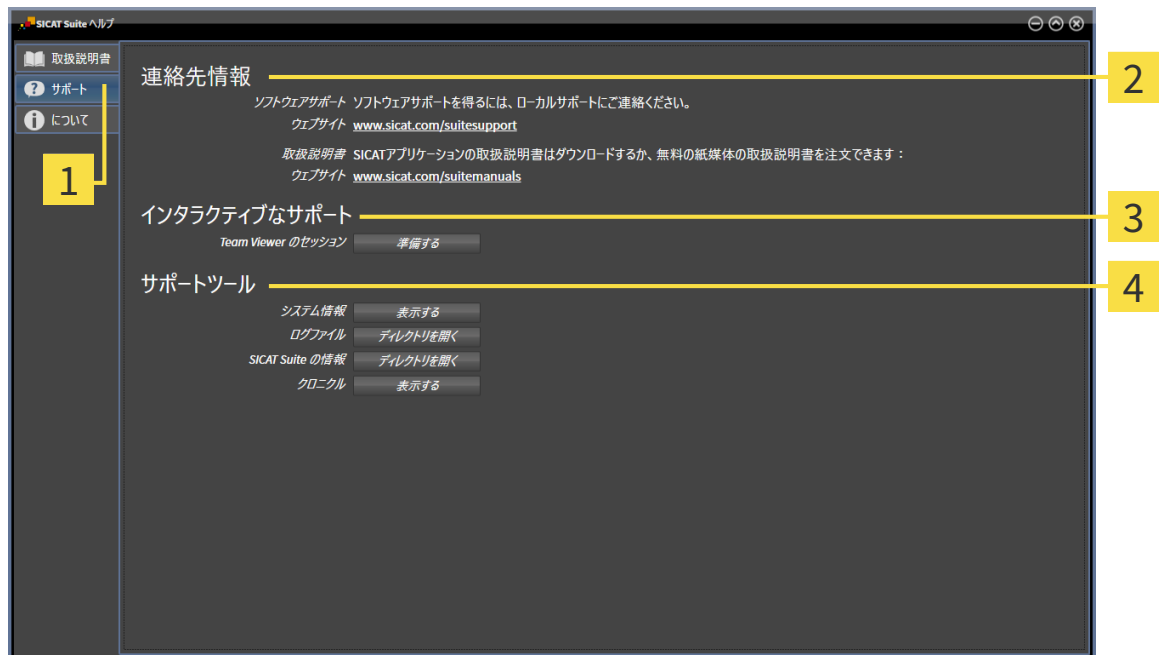 SICAT Suite ヘルプ
取扱説明書
サポート
について
1
連絡先情報
2
ソフトウェアサポート ソフトウェアサポートを得るには、ローカルサポートにご連絡ください。
ウェブサイト www.sicat.com/suitesupport
取扱説明書 SICATアプリケーションの取扱説明書はダウンロードするか、無料の紙媒体の取扱説明書を注文できます：
ウェブサイト www.sicat.com/suitemanuals
インタラクティブなサポート
3
Team Viewer のセッション 準備する
サポートツール
4
システム情報 表示する
ログファイル ディレクトリを開く
SICAT Suite の情報 ディレクトリを開く
クロニクル 表示する